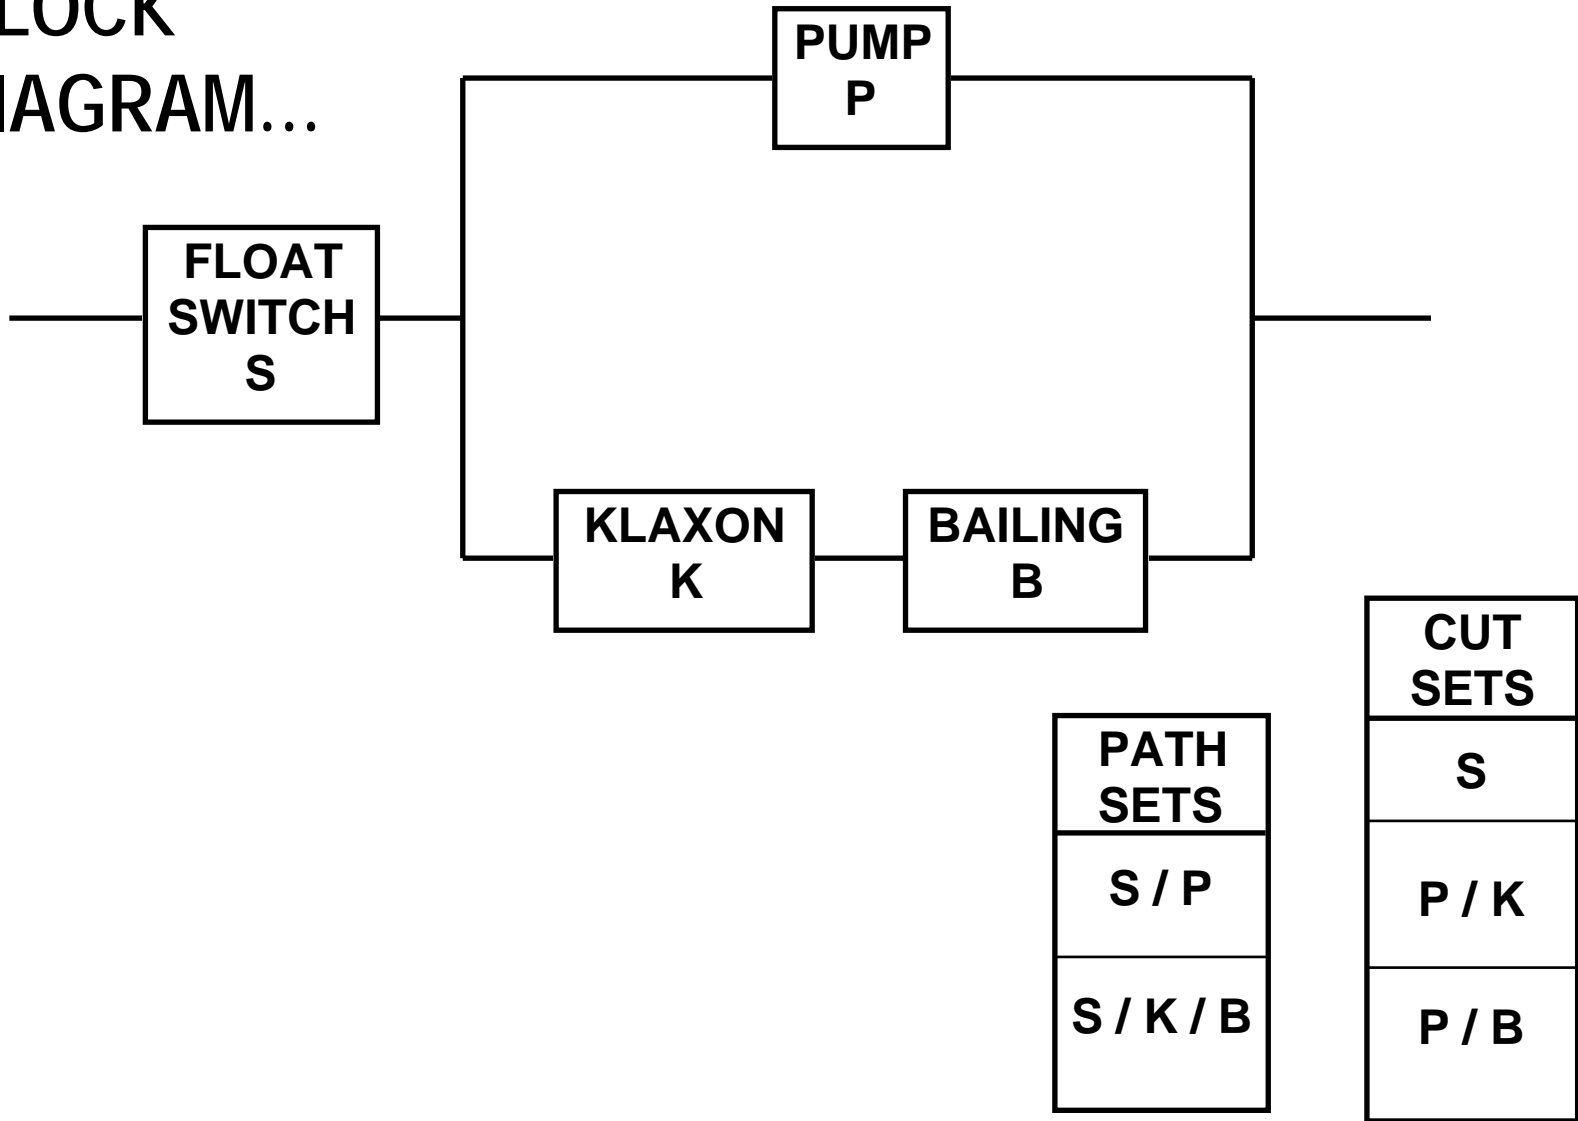 LOCK
IAGRAM...
PUMP
P
FLOAT
SWITCH
S
KLAXON
K
BAILING
B
PATH
SETS
S / P
S / K / B
CUT
SETS
S
P / K
P / B